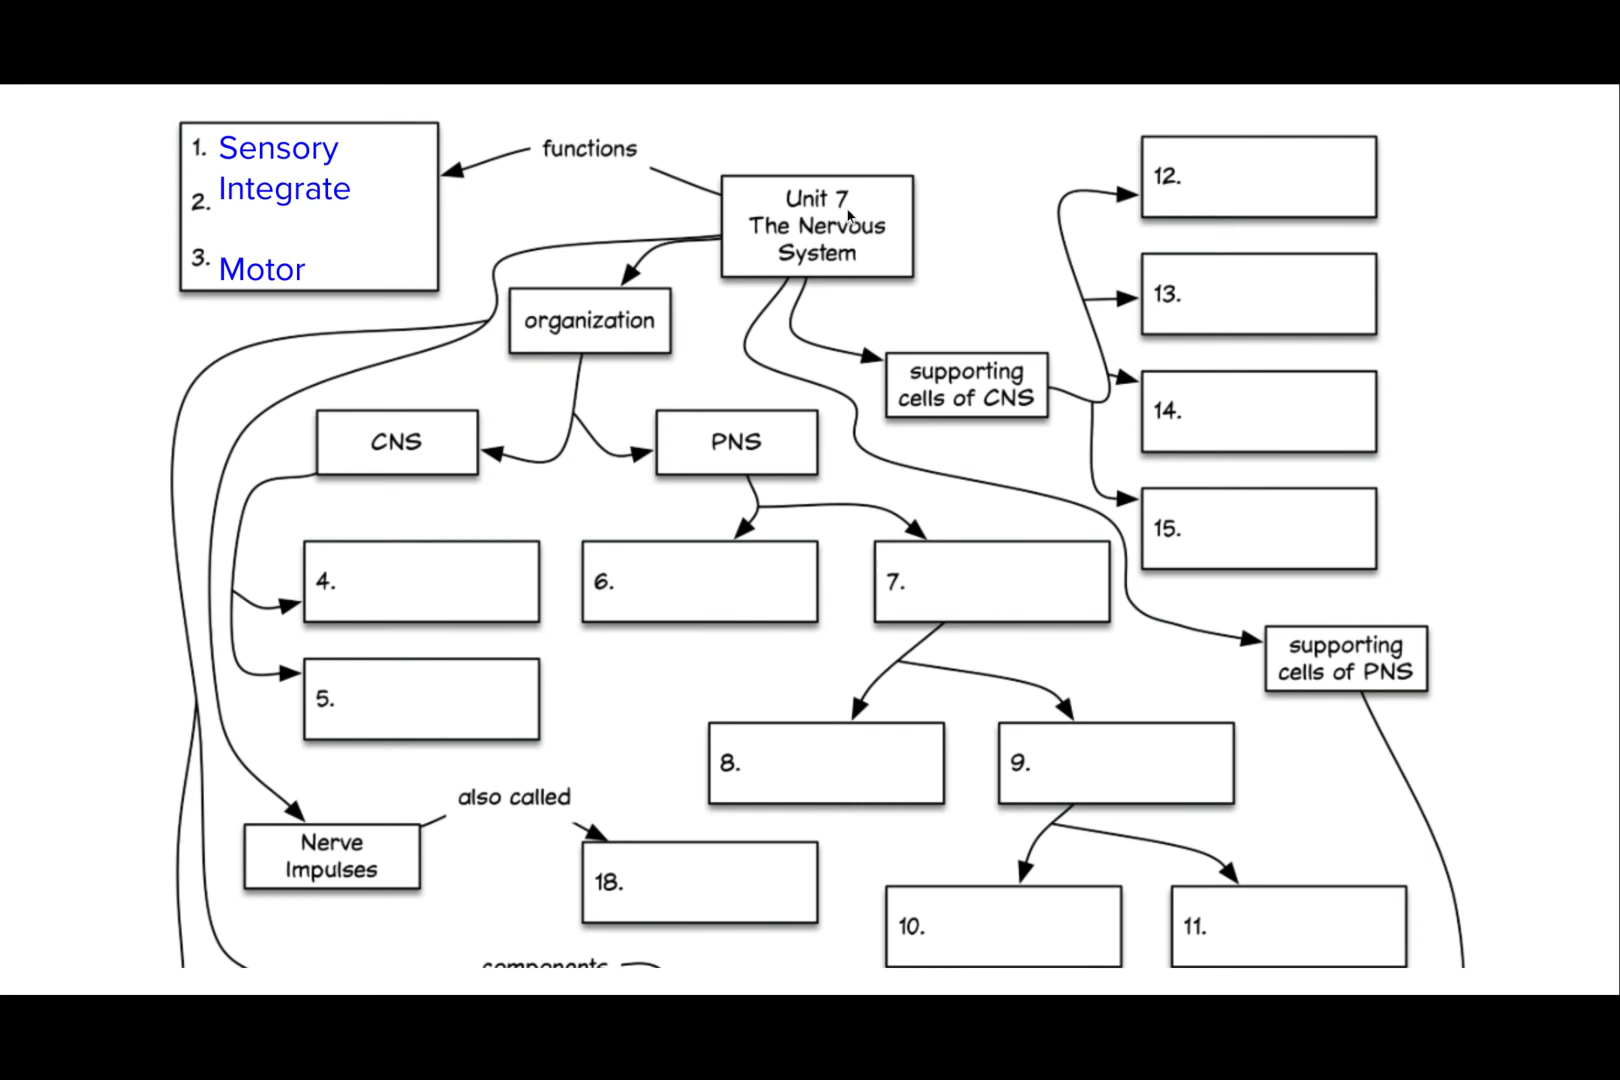 1. Sensory
2. Integrate
3. Motor
functions
Unit 7
The Nervous
System
organization
CNS
PNS
supporting
cells of CNS
12.
13.
14.
15.
4.
5.
6.
7.
supporting
cells of PNS
8.
9.
10.
11.
Nerve
Impulses
also called
18.
components